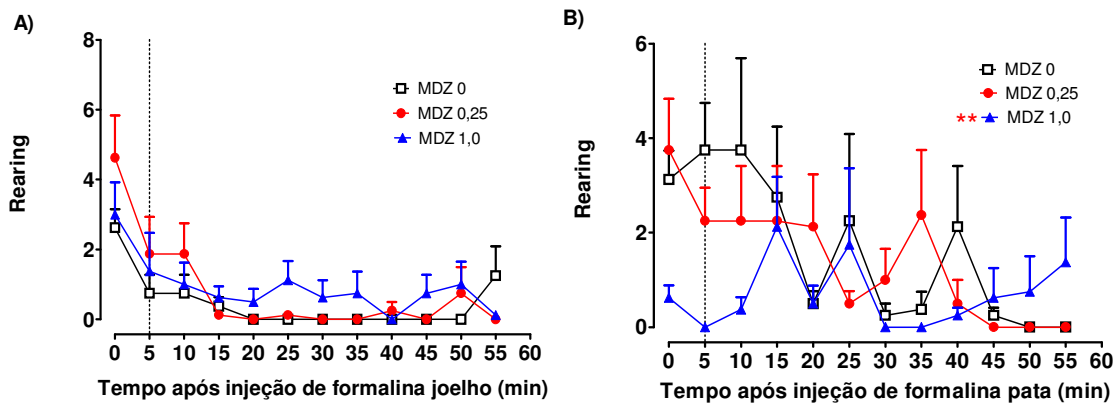 A)
8
6
4
2
0
Rearing
MDZ 0
MDZ 0,25
MDZ 1,0
0 5 10 15 20 25 30 35 40 45 50 55 60
Tempo após injeção de formalina joelho (min)
B)
6
4
2
0
Rearing
MDZ 0
MDZ 0,25
** MDZ 1,0
0 5 10 15 20 25 30 35 40 45 50 55 60
Tempo após injeção de formalina pata (min)